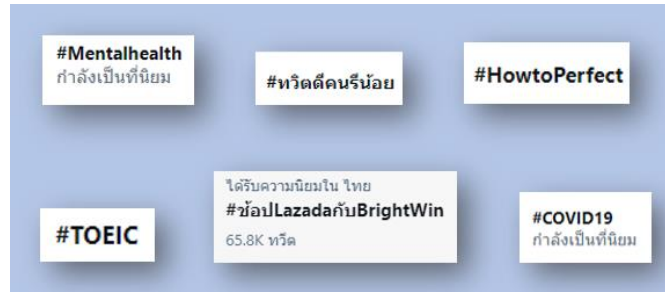 #Mentalhealth
กำลังเป็นที่นิยม
#ทวิตดีคนรีน้อย
#HowtoPerfect
#TOEIC
ได้รับความนิยมใน ไทย
#ช้อปLazadaกับBrightWin
65.8K ทวีต
#COVID19
กำลังเป็นที่นิยม